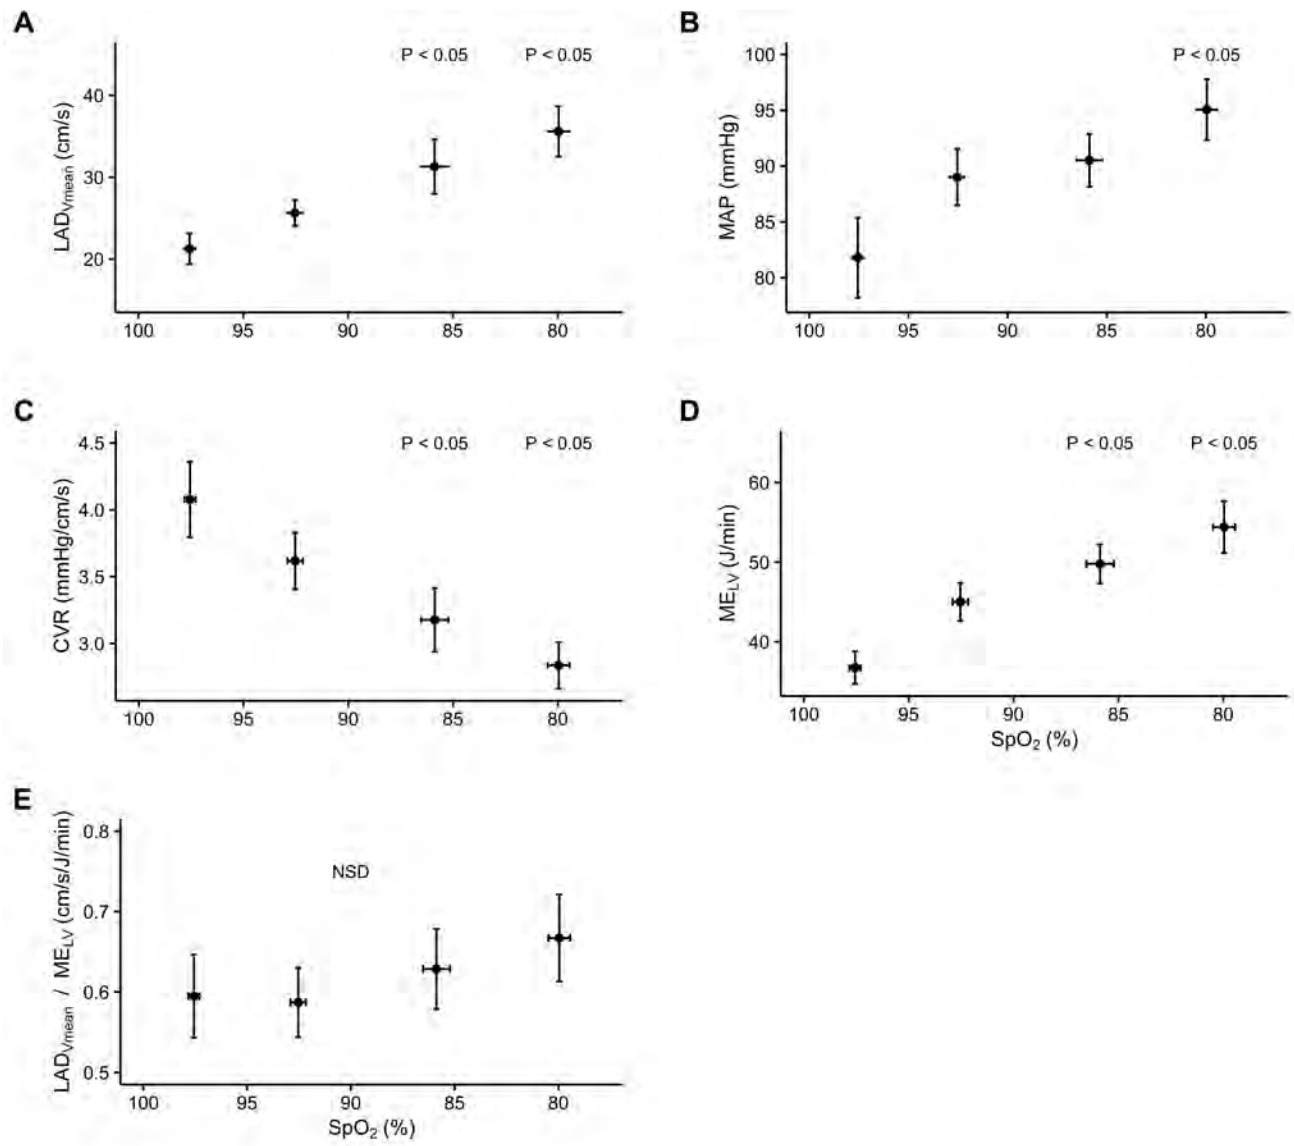 A
P < 0.05 P < 0.05
LAD_Vmean (cm/s)
40
30
20
100 95 90 85 80
B
P < 0.05
MAP (mmHg)
100
95
90
85
80
100 95 90 85 80
C
P < 0.05 P < 0.05
CVR (mmHg/cm/s)
4.5
4.0
3.5
3.0
100 95 90 85 80
D
P < 0.05 P < 0.05
ME_LV (J/min)
60
50
40
100 95 90 85 80
SpO₂ (%)
E
NSD
LAD_Vmean / ME_LV (cm/s/J/min)
0.8
0.7
0.6
0.5
100 95 90 85 80
SpO₂ (%)